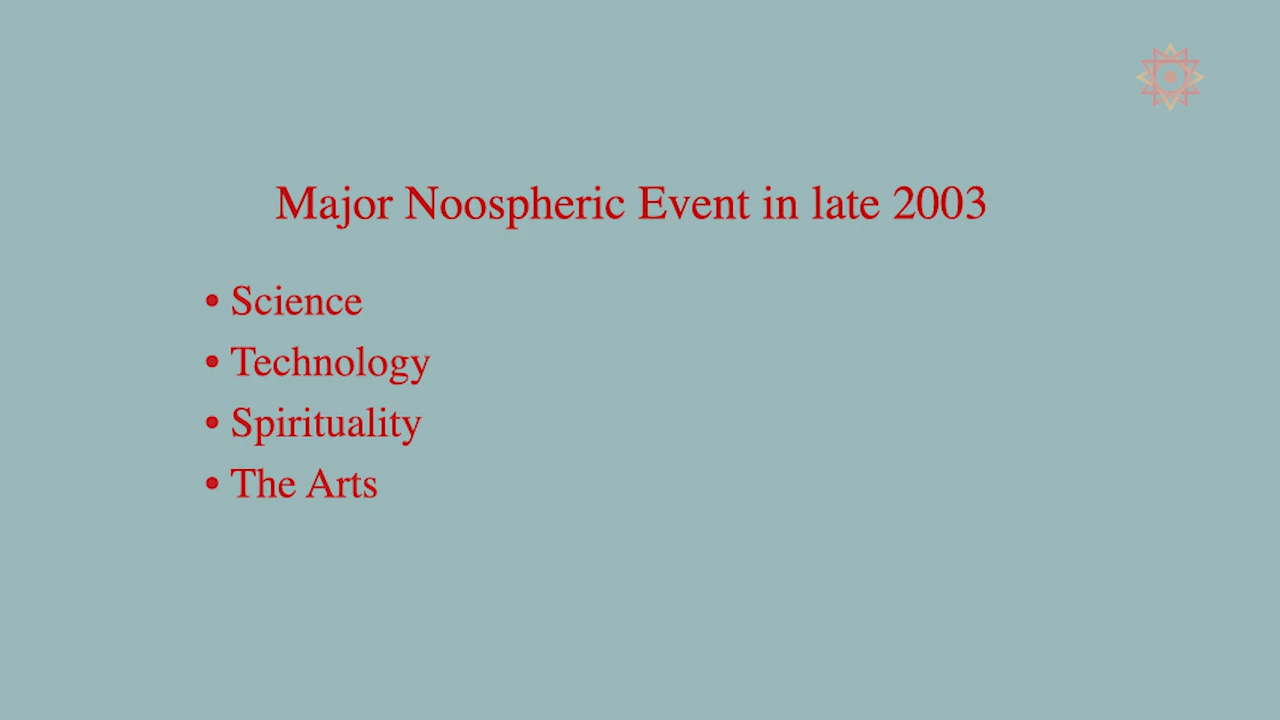 Major Noospheric Event in late 2003
• Science
• Technology
• Spirituality
• The Arts